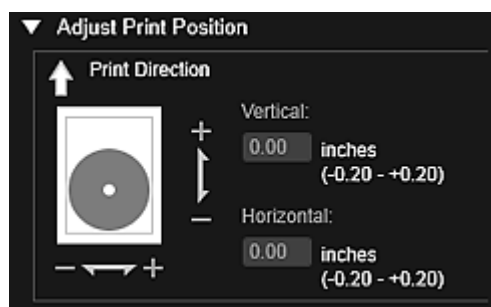 Adjust Print Position
Print Direction
Vertical:
0.00 inches
(-0.20 - +0.20)
Horizontal:
0.00 inches
(-0.20 - +0.20)
+
−
− +